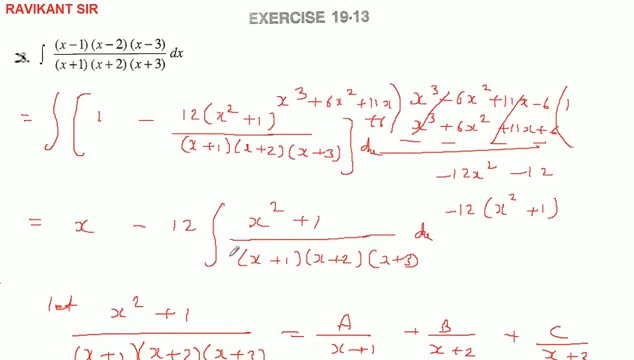 RAVIKANT SIR
EXERCISE 19.13
∫ (x−1)(x−2)(x−3) / (x+1)(x+2)(x+3) dx
x³+6x²+11x+6) x³−6x²+11x−6 (1
x³+6x²+11x+6
− − − −
−12x² −12
−12(x²+1)
= ∫ [ 1 − 12(x²+1) / (x+1)(x+2)(x+3) ] dx
= x − 12 ∫ x²+1 / (x+1)(x+2)(x+3) dx
let x²+1 / (x+1)(x+2)(x+3) = A / x+1 + B / x+2 + C /